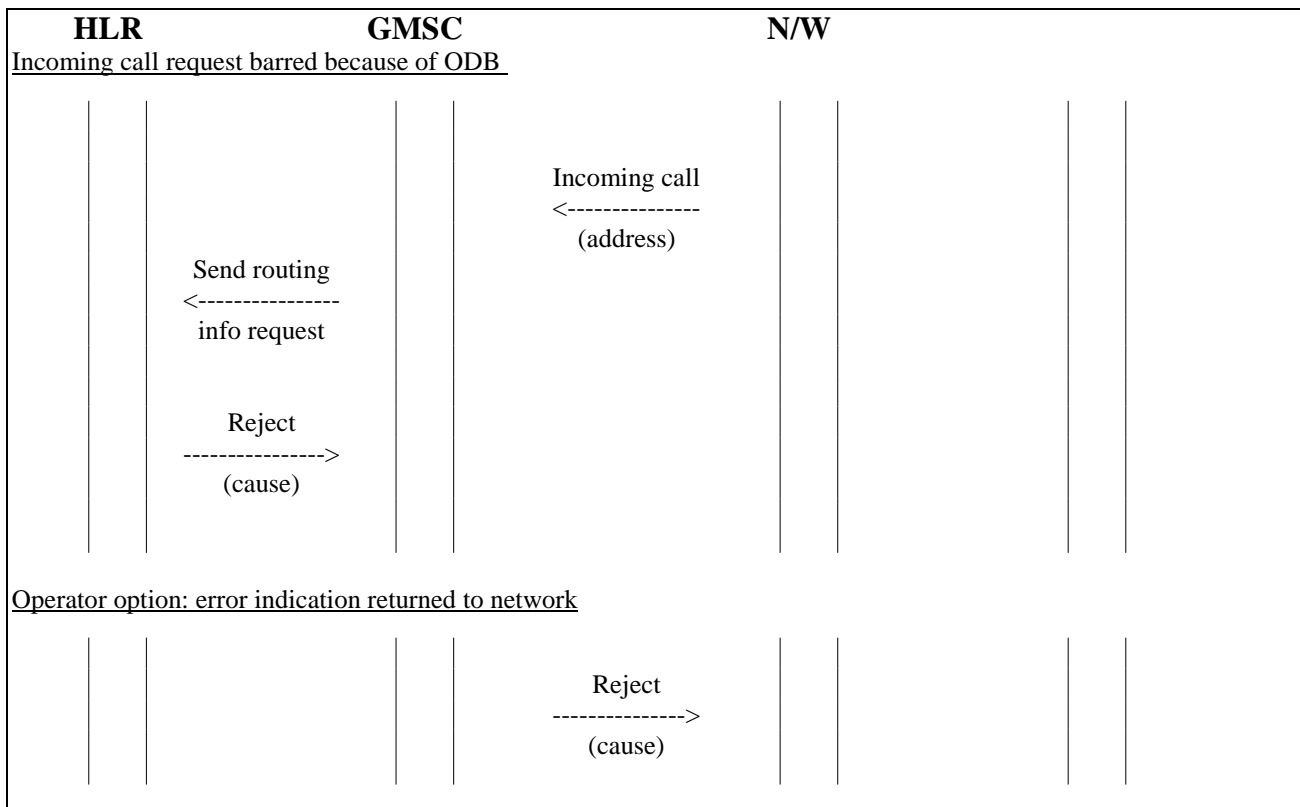 HLR GMSC N/W
Incoming call request barred because of ODB
Incoming call
<---------------
(address)
Send routing
<----------------
info request
Reject
---------------->
(cause)
Operator option: error indication returned to network
Reject
--------------->
(cause)